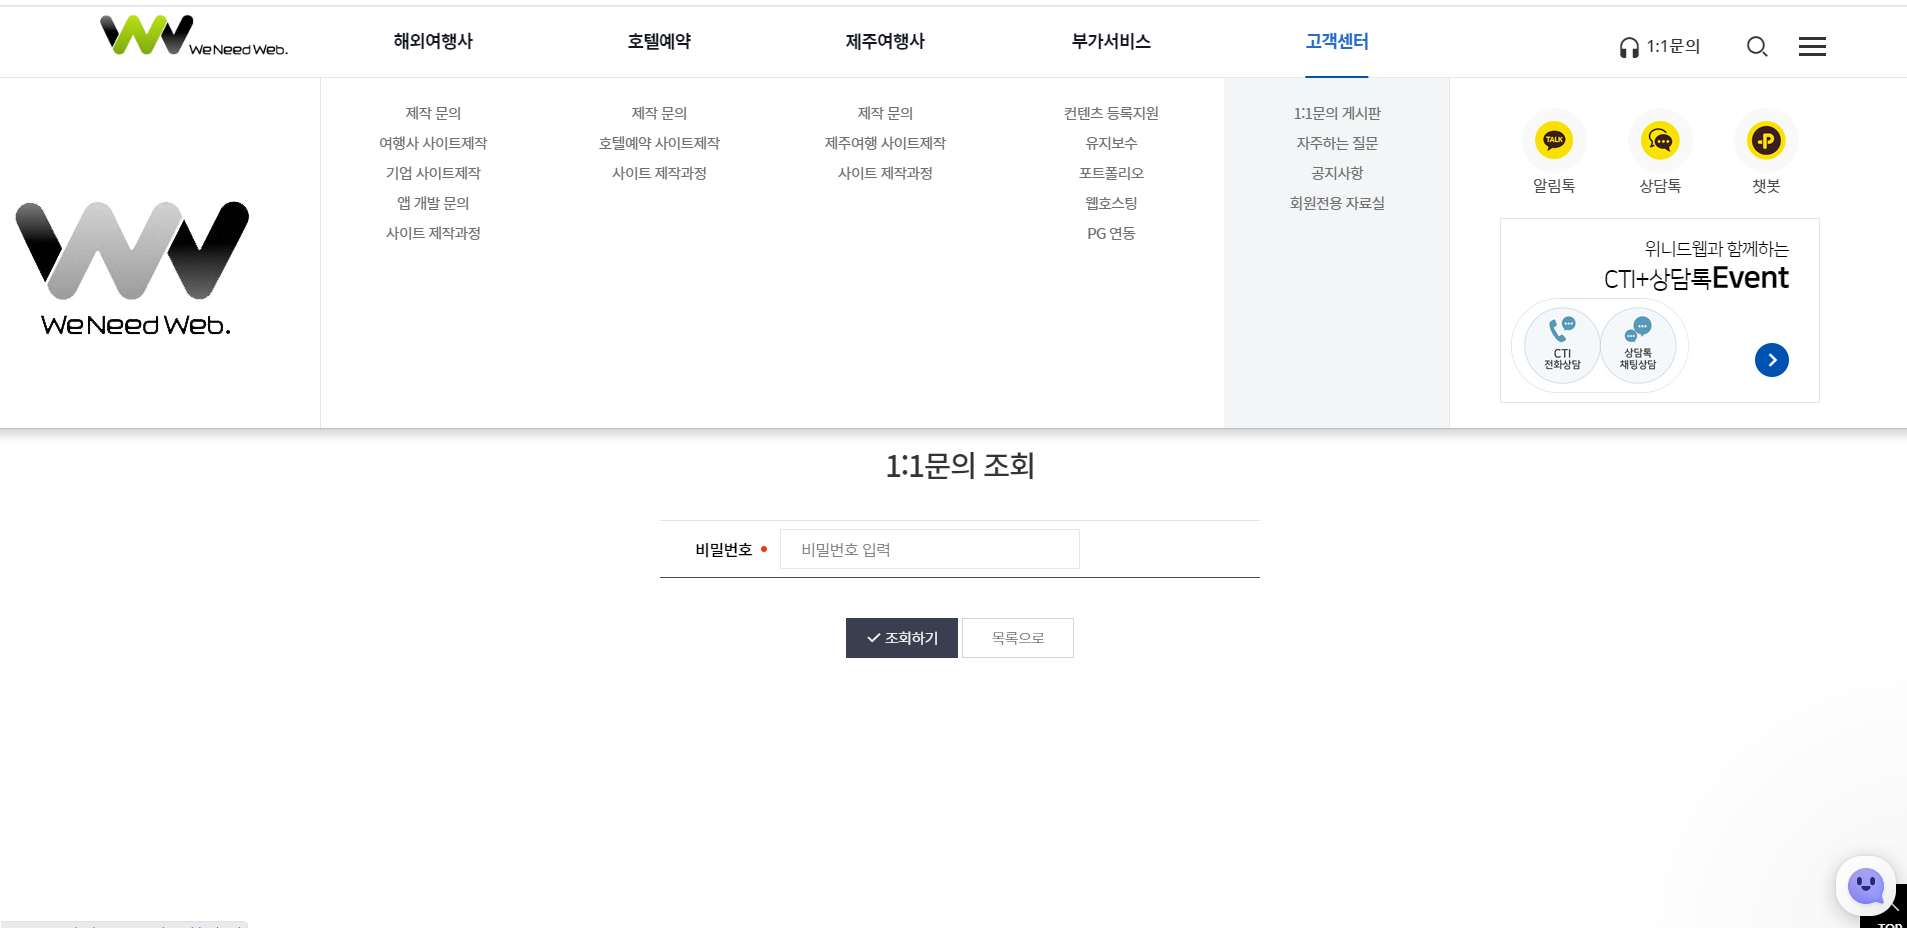 We Need Web.
해외여행사
호텔예약
제주여행사
부가서비스
고객센터
1:1문의
제작 문의
여행사 사이트제작
기업 사이트제작
앱 개발 문의
사이트 제작과정
제작 문의
호텔예약 사이트제작
사이트 제작과정
제작 문의
제주여행 사이트제작
사이트 제작과정
컨텐츠 등록지원
유지보수
포트폴리오
웹호스팅
PG 연동
1:1문의 게시판
자주하는 질문
공지사항
회원전용 자료실
TALK
알림톡
상담톡
챗봇
We Need Web.
위니드웹과 함께하는
CTI+상담톡Event
CTI
전화상담
상담톡
채팅상담
1:1문의 조회
비밀번호
비밀번호 입력
조회하기
목록으로
TOP